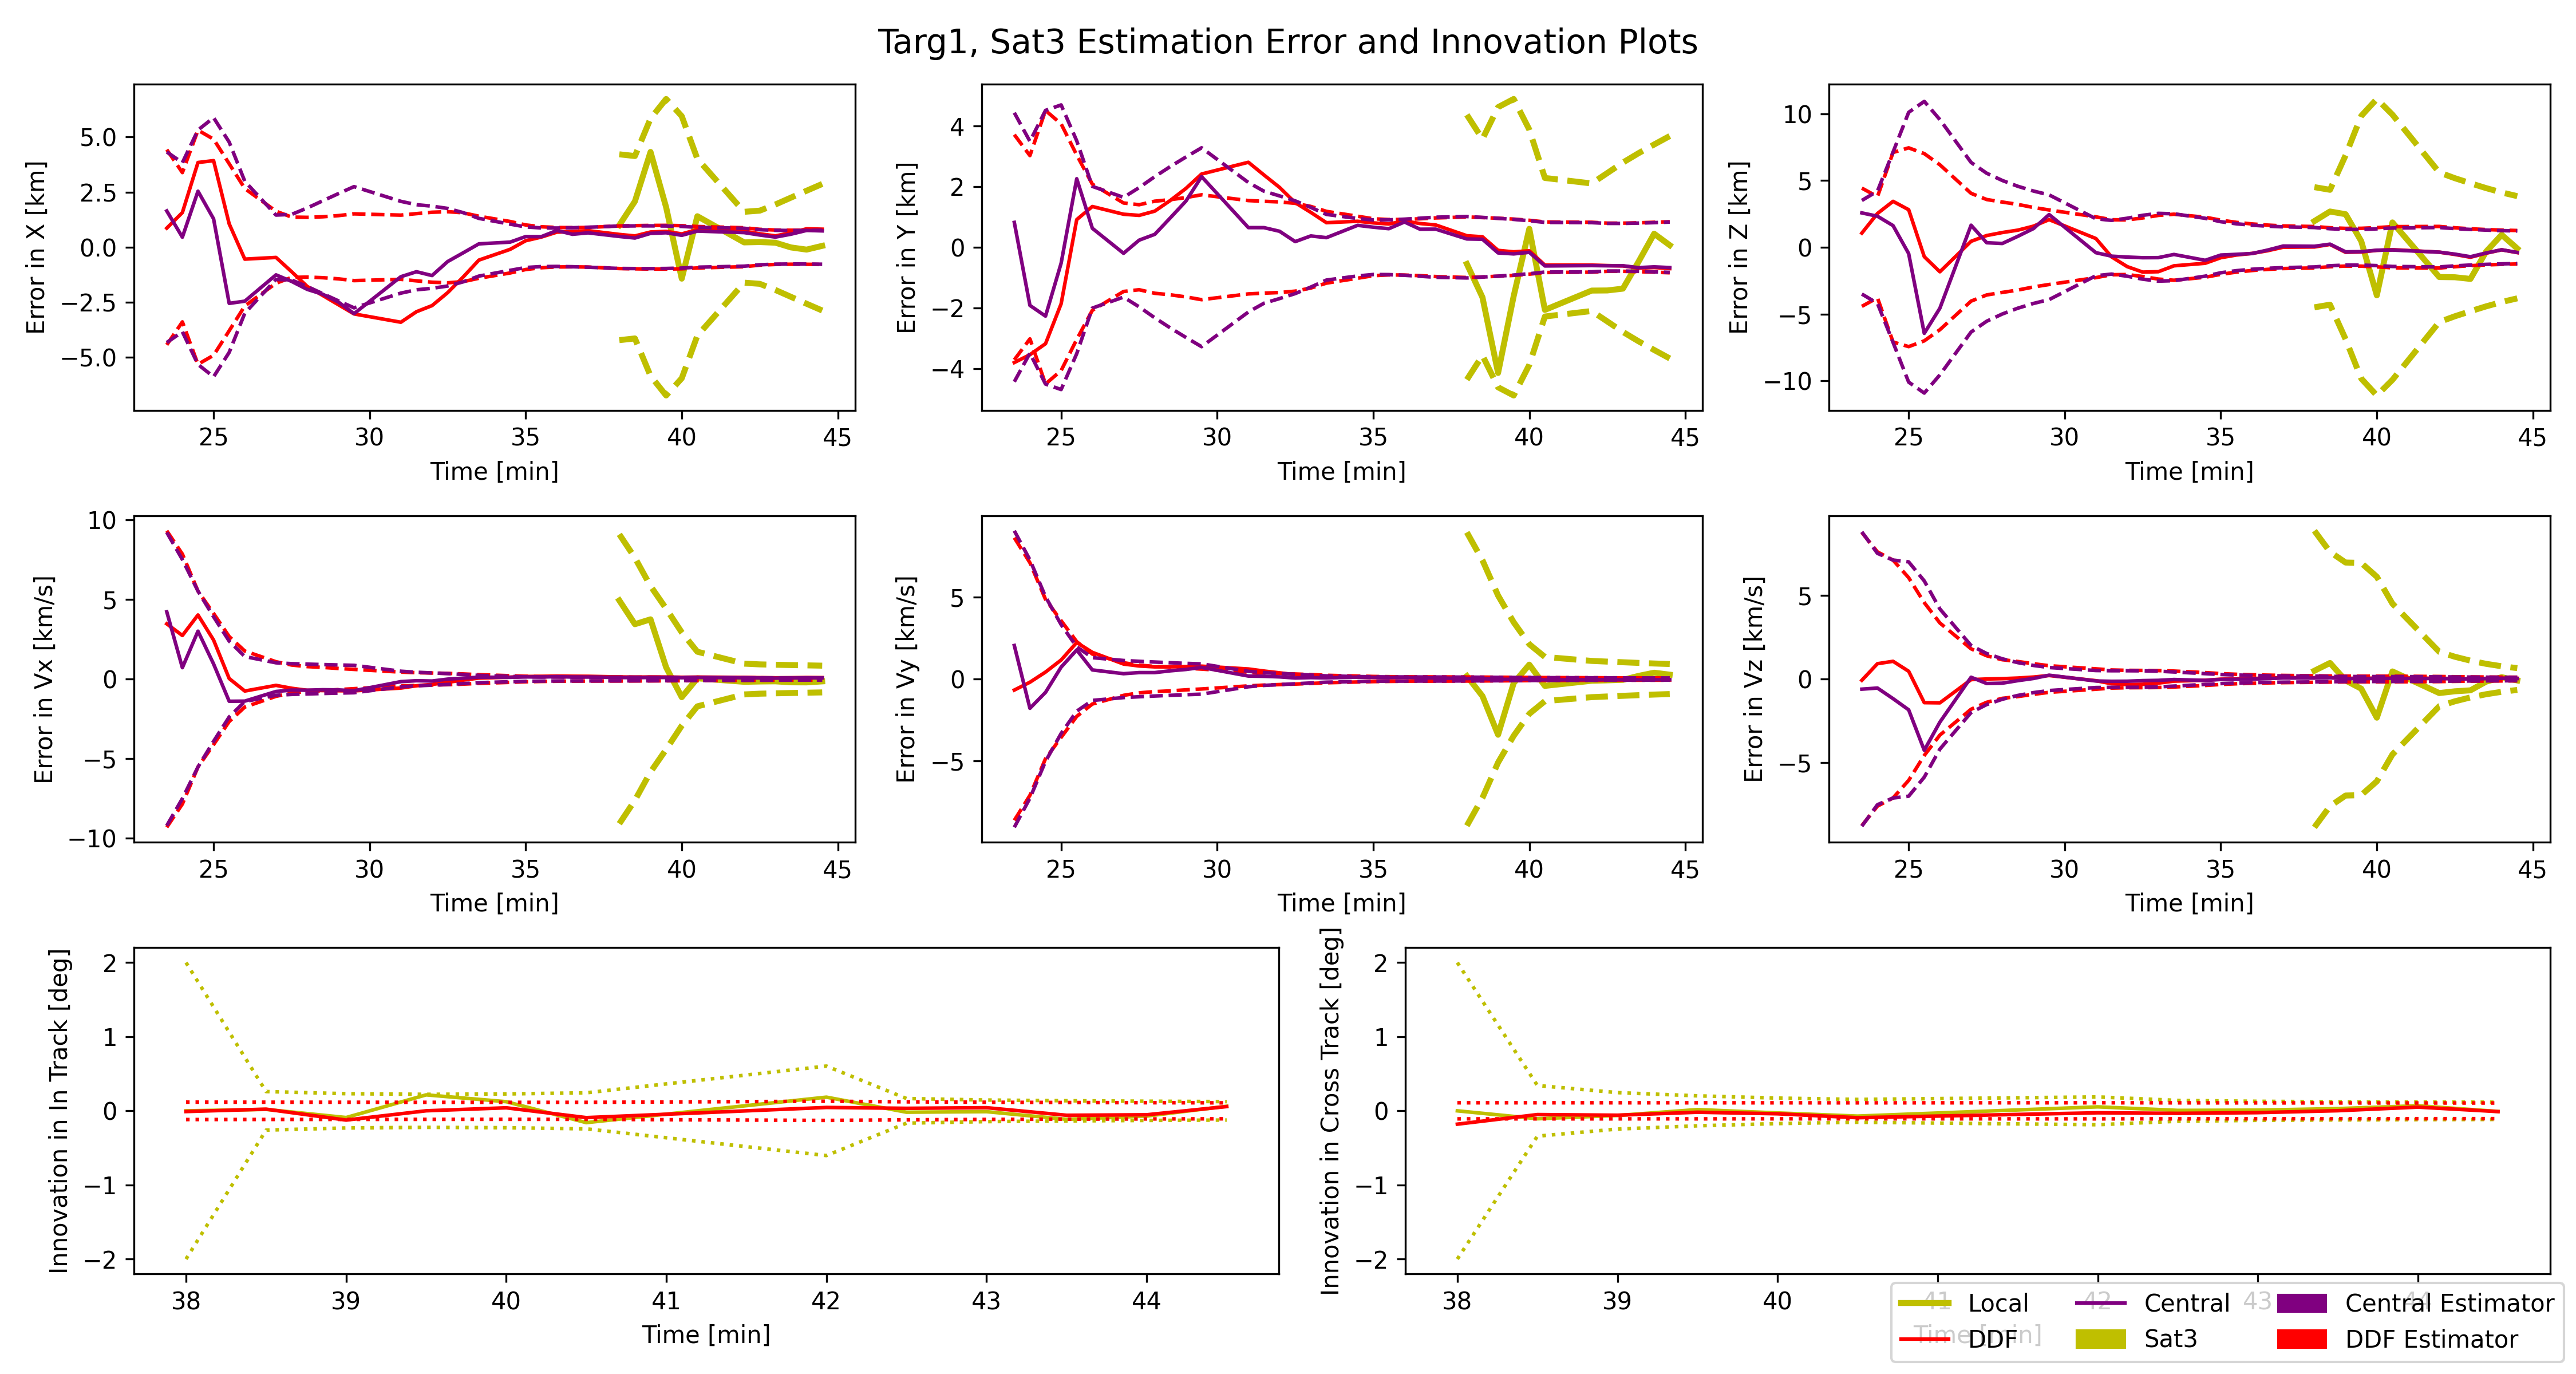 Targ1, Sat3 Estimation Error and Innovation Plots
Error in X [km]
5.0
2.5
0.0
−2.5
−5.0
25 30 35 40 45
Time [min]
Error in Y [km]
4
2
0
−2
−4
25 30 35 40 45
Time [min]
Error in Z [km]
10
5
0
−5
−10
25 30 35 40 45
Time [min]
Error in Vx [km/s]
10
5
0
−5
−10
25 30 35 40 45
Time [min]
Error in Vy [km/s]
5
0
−5
25 30 35 40 45
Time [min]
Error in Vz [km/s]
5
0
−5
25 30 35 40 45
Time [min]
Innovation in In Track [deg]
2
1
0
−1
−2
38 39 40 41 42 43 44
Time [min]
Innovation in Cross Track [deg]
2
1
0
−1
−2
38 39 40 41 42 43 44
Time [min]
Local Central Central Estimator
DDF Sat3 DDF Estimator